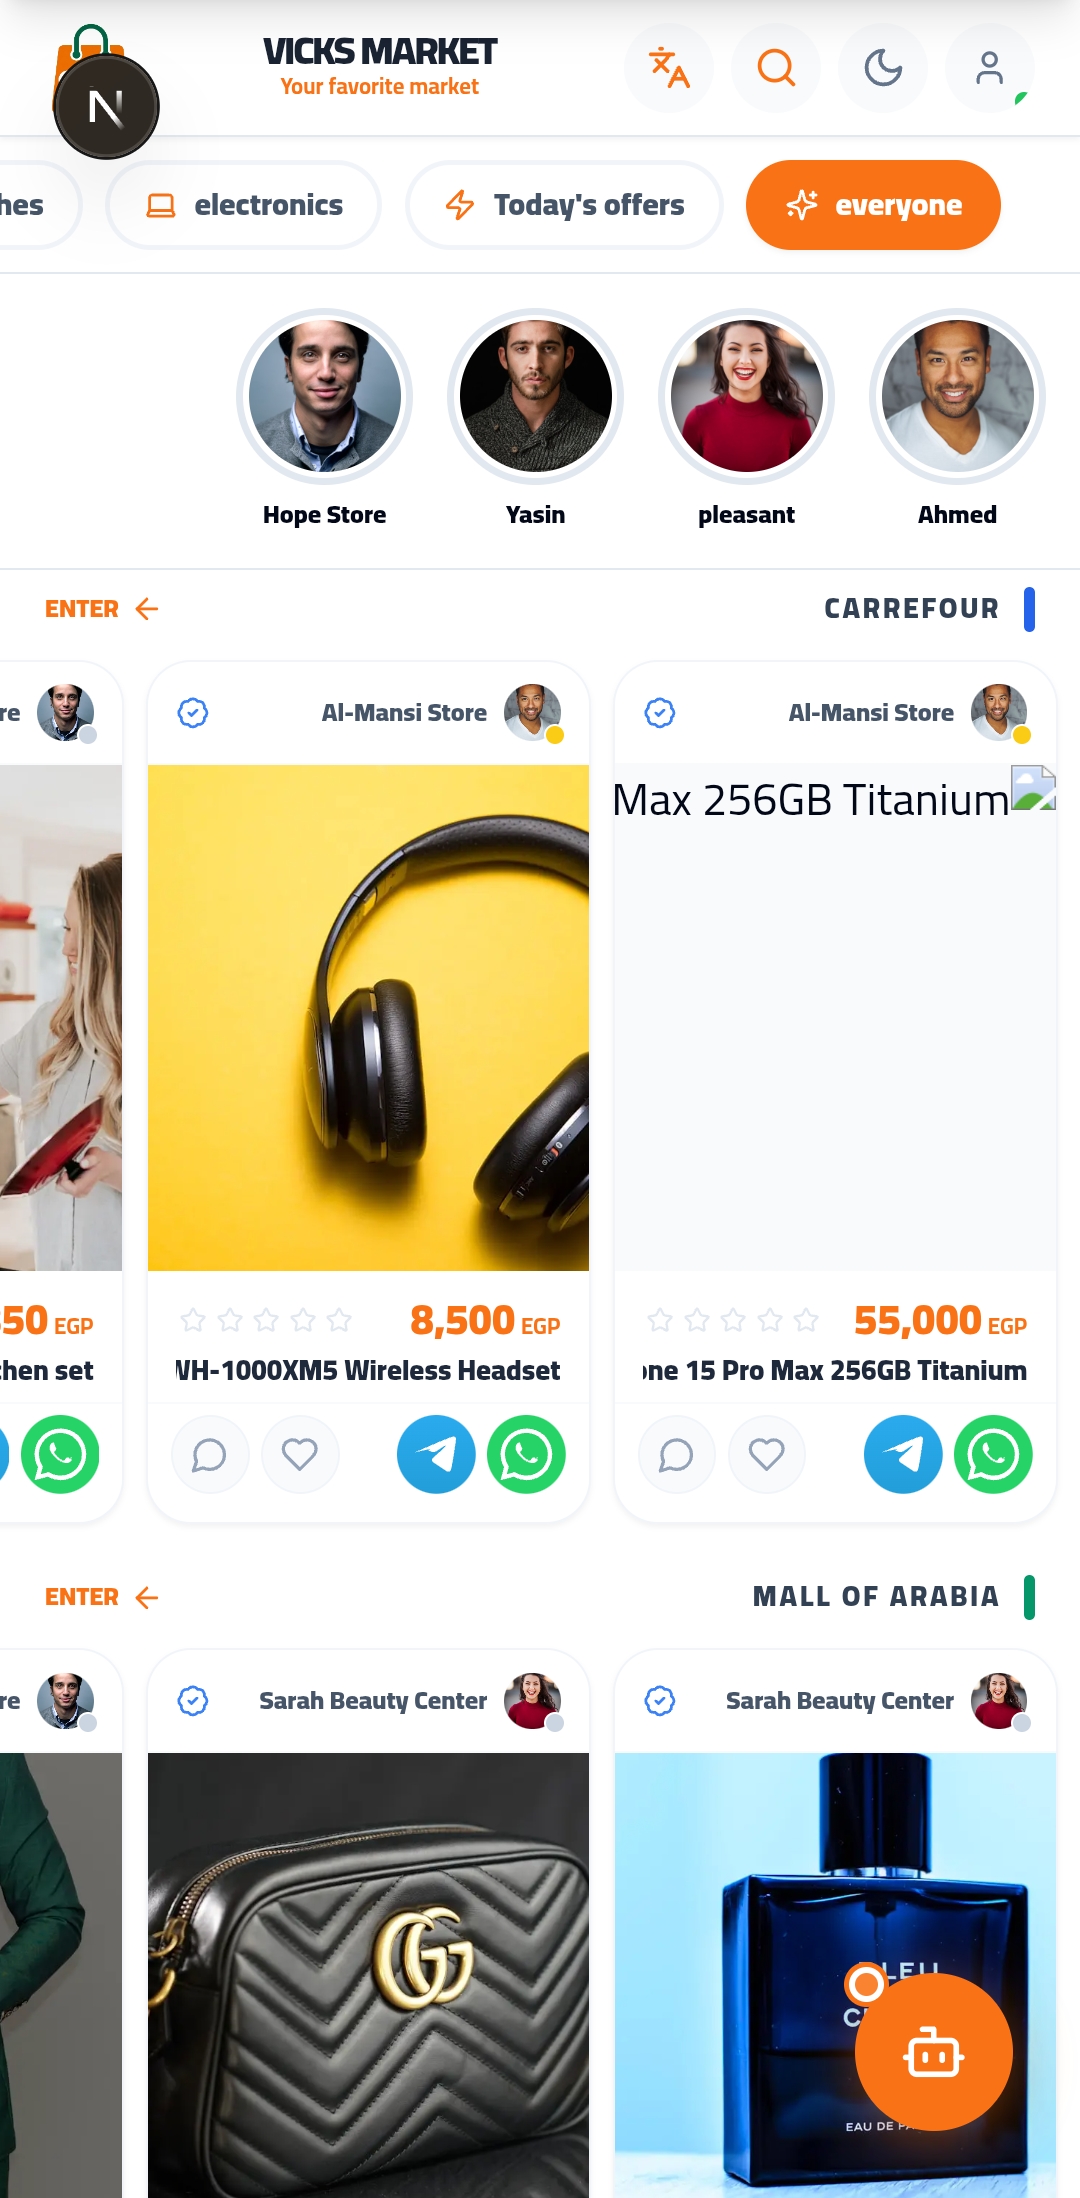 VICKS MARKET
Your favorite market
N
hes
electronics
Today's offers
everyone
Hope Store
Yasin
pleasant
Ahmed
ENTER
CARREFOUR
re
Al-Mansi Store
Al-Mansi Store
Max 256GB Titanium
50 EGP
8,500 EGP
55,000 EGP
chen set
WH-1000XM5 Wireless Headset
one 15 Pro Max 256GB Titanium
ENTER
MALL OF ARABIA
re
Sarah Beauty Center
Sarah Beauty Center
EAU DE